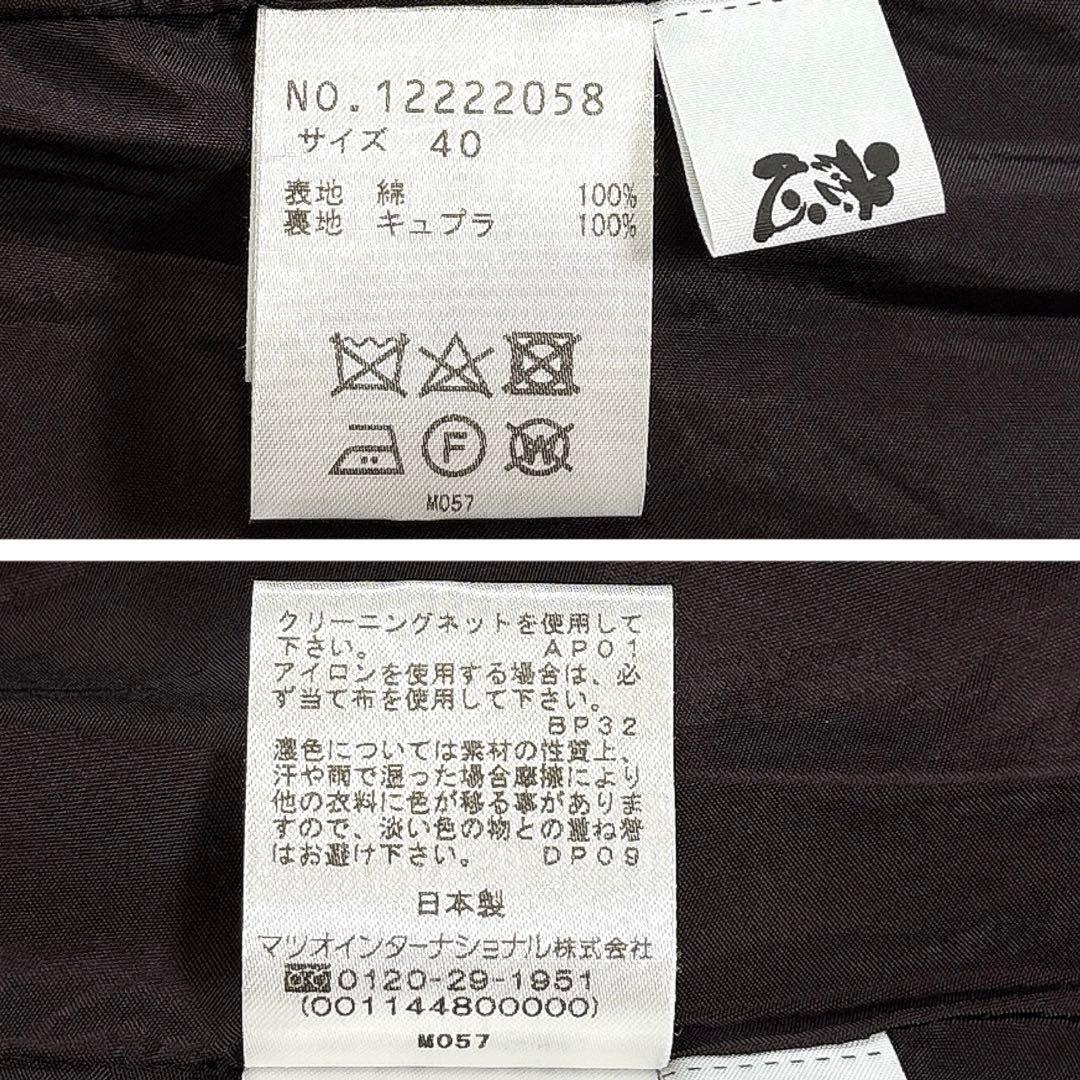 NO.12222058
サイズ 40
表地 綿 100%
裏地 キュプラ 100%
F
W
M057
クリーニングネットを使用して
下さい。 AP01
アイロンを使用する場合は、必
ず当て布を使用して下さい。
BP32
濃色については素材の性質上、
汗や雨で湿った場合摩擦により
他の衣料に色が移る事がありま
すので、淡い色の物との重ね着
はお避け下さい。 DP09
日本製
マツオインターナショナル株式会社
0120-29-1951
(001144800000)
M057